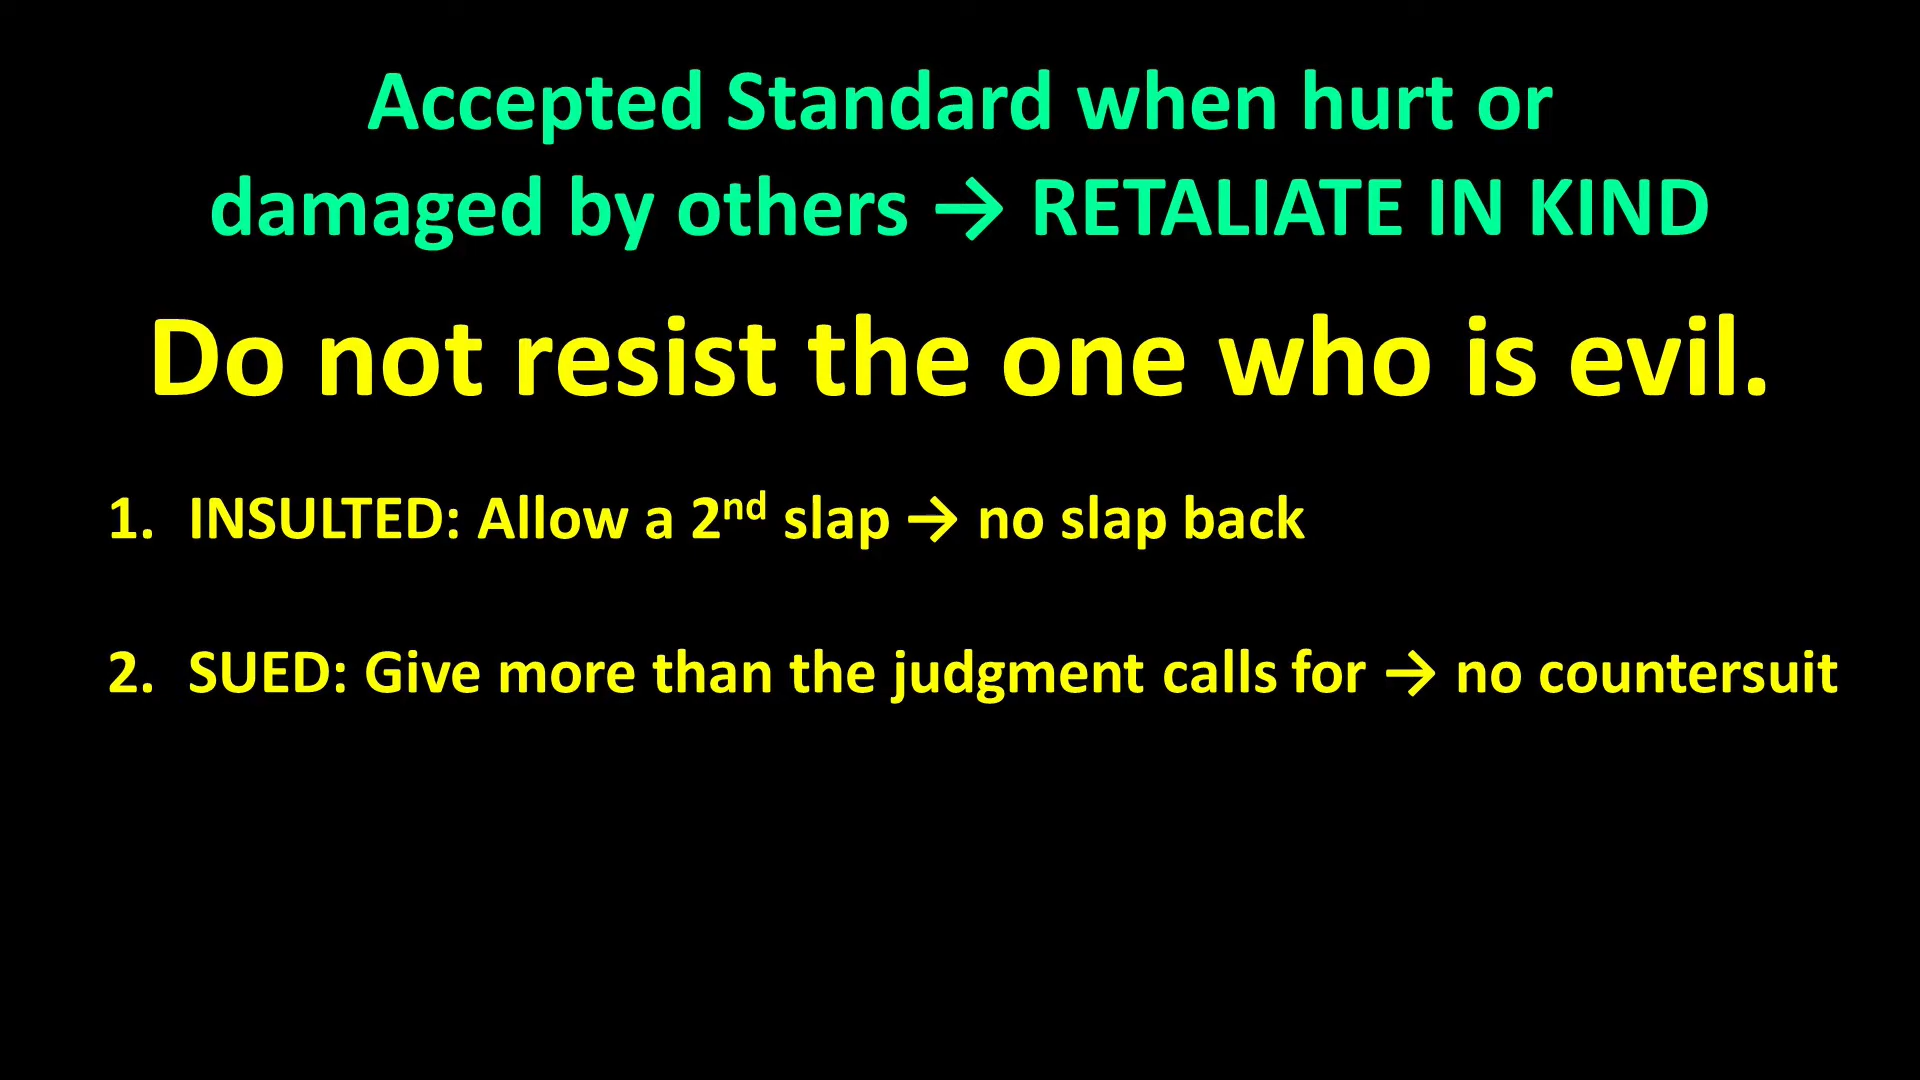 Accepted Standard when hurt or
damaged by others → RETALIATE IN KIND
Do not resist the one who is evil.
1. INSULTED: Allow a 2nd slap → no slap back
2. SUED: Give more than the judgment calls for → no countersuit